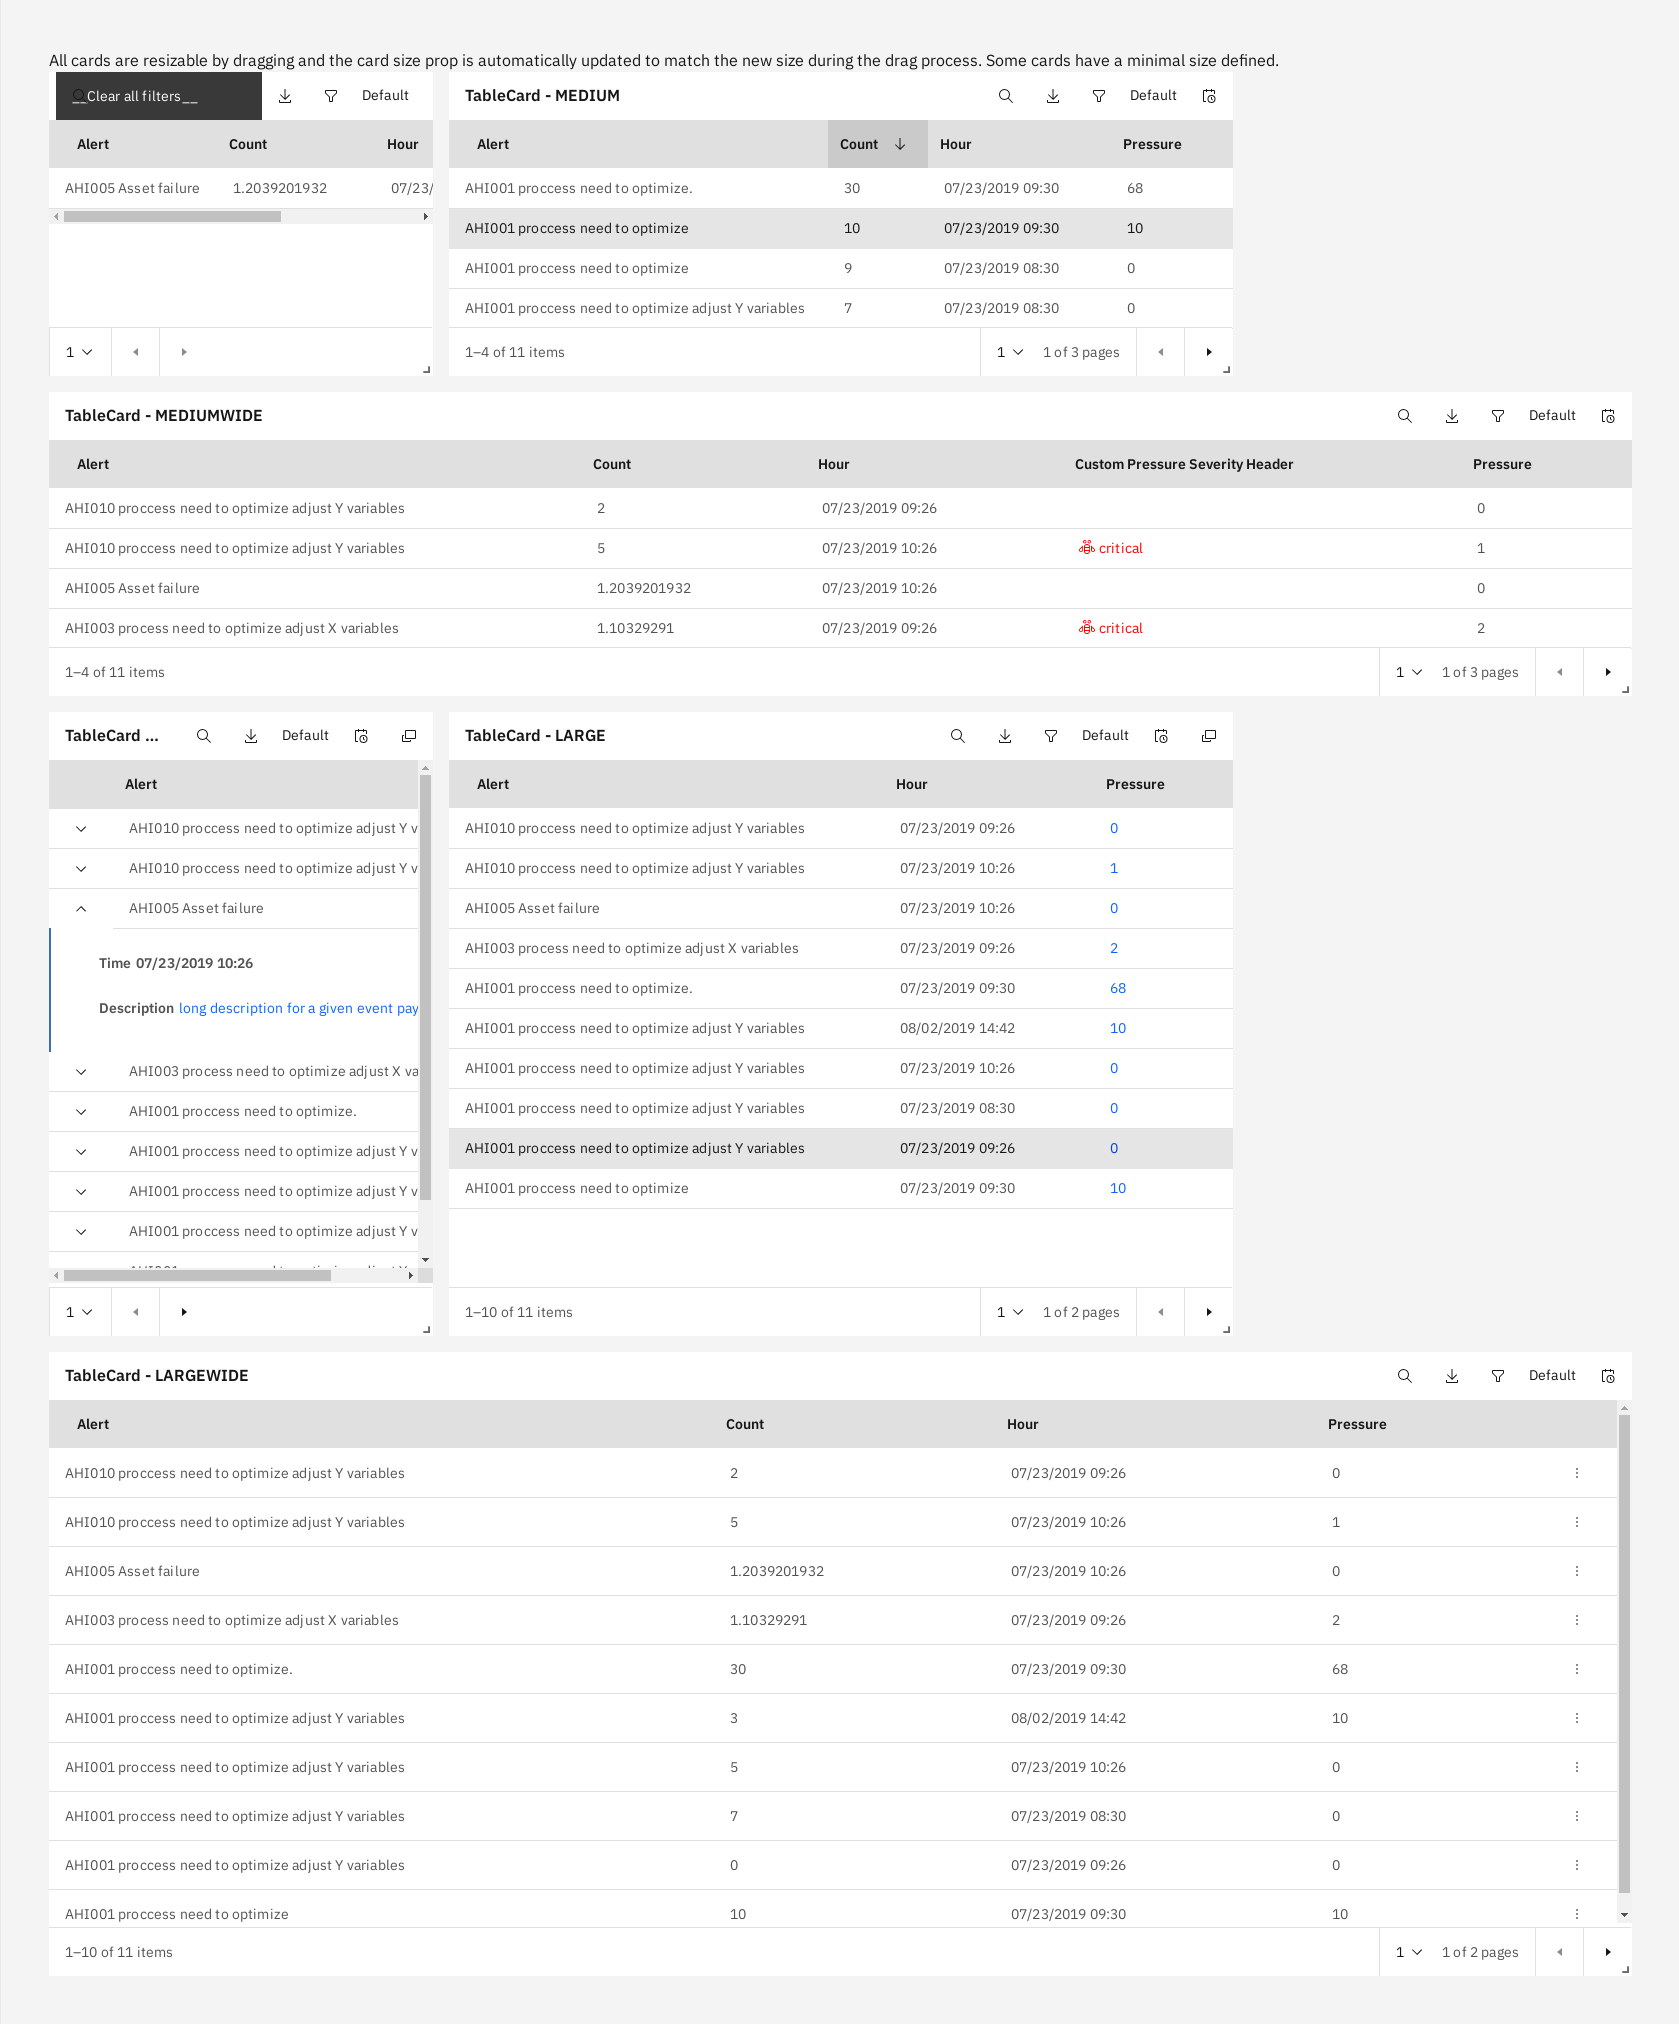 All cards are resizable by dragging and the card size prop is automatically updated to match the new size during the drag process. Some cards have a minimal size defined.
__Clear all filters__ Default
Alert Count Hour
AHI005 Asset failure 1.2039201932 07/23/
1
TableCard - MEDIUM Default
Alert Count Hour Pressure
AHI001 proccess need to optimize. 30 07/23/2019 09:30 68
AHI001 proccess need to optimize 10 07/23/2019 09:30 10
AHI001 proccess need to optimize 9 07/23/2019 08:30 0
AHI001 proccess need to optimize adjust Y variables 7 07/23/2019 08:30 0
1–4 of 11 items 1 1 of 3 pages
TableCard - MEDIUMWIDE Default
Alert Count Hour Custom Pressure Severity Header Pressure
AHI010 proccess need to optimize adjust Y variables 2 07/23/2019 09:26 0
AHI010 proccess need to optimize adjust Y variables 5 07/23/2019 10:26 critical 1
AHI005 Asset failure 1.2039201932 07/23/2019 10:26 0
AHI003 process need to optimize adjust X variables 1.10329291 07/23/2019 09:26 critical 2
1–4 of 11 items 1 1 of 3 pages
TableCard ... Default
Alert
AHI010 proccess need to optimize adjust Y v
AHI010 proccess need to optimize adjust Y v
AHI005 Asset failure
Time 07/23/2019 10:26
Description long description for a given event pay
AHI003 process need to optimize adjust X va
AHI001 proccess need to optimize.
AHI001 proccess need to optimize adjust Y v
AHI001 proccess need to optimize adjust Y v
AHI001 proccess need to optimize adjust Y v
1
TableCard - LARGE Default
Alert Hour Pressure
AHI010 proccess need to optimize adjust Y variables 07/23/2019 09:26 0
AHI010 proccess need to optimize adjust Y variables 07/23/2019 10:26 1
AHI005 Asset failure 07/23/2019 10:26 0
AHI003 process need to optimize adjust X variables 07/23/2019 09:26 2
AHI001 proccess need to optimize. 07/23/2019 09:30 68
AHI001 proccess need to optimize adjust Y variables 08/02/2019 14:42 10
AHI001 proccess need to optimize adjust Y variables 07/23/2019 10:26 0
AHI001 proccess need to optimize adjust Y variables 07/23/2019 08:30 0
AHI001 proccess need to optimize adjust Y variables 07/23/2019 09:26 0
AHI001 proccess need to optimize 07/23/2019 09:30 10
1–10 of 11 items 1 1 of 2 pages
TableCard - LARGEWIDE Default
Alert Count Hour Pressure
AHI010 proccess need to optimize adjust Y variables 2 07/23/2019 09:26 0
AHI010 proccess need to optimize adjust Y variables 5 07/23/2019 10:26 1
AHI005 Asset failure 1.2039201932 07/23/2019 10:26 0
AHI003 process need to optimize adjust X variables 1.10329291 07/23/2019 09:26 2
AHI001 proccess need to optimize. 30 07/23/2019 09:30 68
AHI001 proccess need to optimize adjust Y variables 3 08/02/2019 14:42 10
AHI001 proccess need to optimize adjust Y variables 5 07/23/2019 10:26 0
AHI001 proccess need to optimize adjust Y variables 7 07/23/2019 08:30 0
AHI001 proccess need to optimize adjust Y variables 0 07/23/2019 09:26 0
AHI001 proccess need to optimize 10 07/23/2019 09:30 10
1–10 of 11 items 1 1 of 2 pages